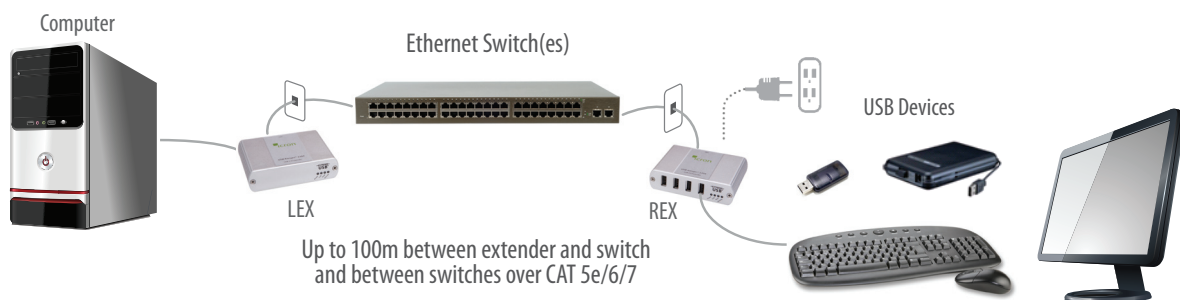 Computer
Ethernet Switch(es)
USB Devices
LEX
REX
Up to 100m between extender and switch
and between switches over CAT 5e/6/7